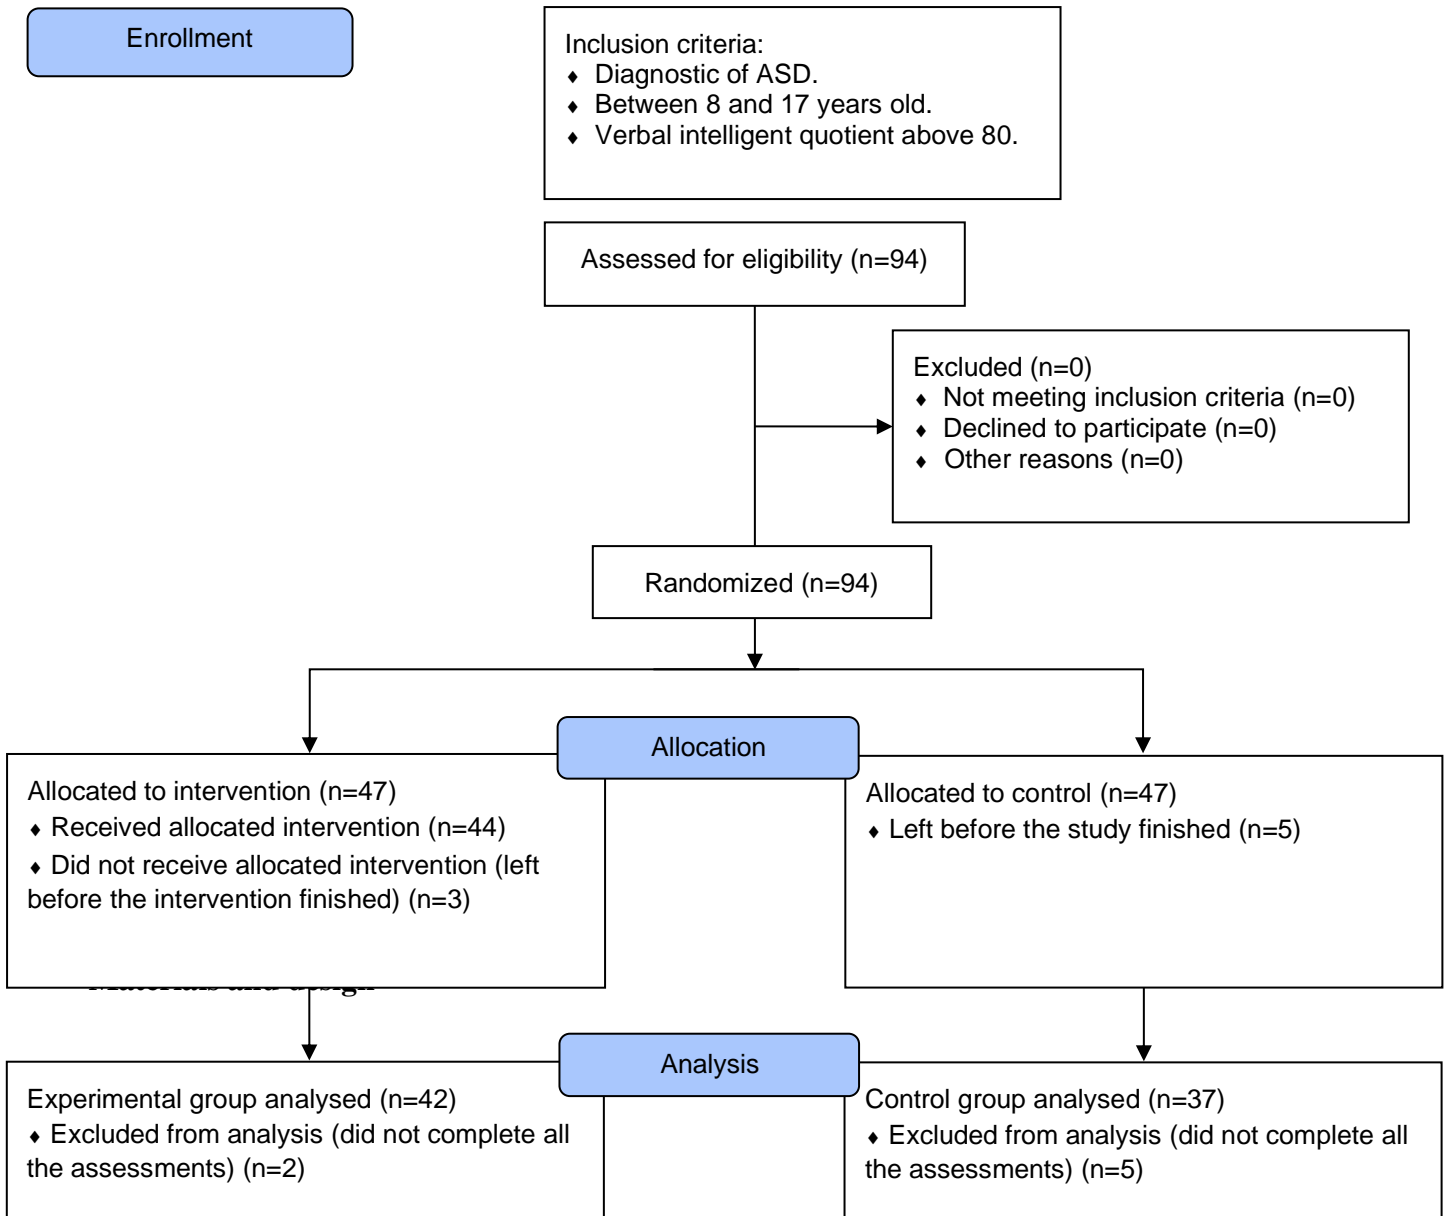 Enrollment
Inclusion criteria:
♦ Diagnostic of ASD.
♦ Between 8 and 17 years old.
♦ Verbal intelligent quotient above 80.
Assessed for eligibility (n=94)
Excluded (n=0)
♦ Not meeting inclusion criteria (n=0)
♦ Declined to participate (n=0)
♦ Other reasons (n=0)
Randomized (n=94)
Allocation
Allocated to intervention (n=47)
♦ Received allocated intervention (n=44)
♦ Did not receive allocated intervention (left
before the intervention finished) (n=3)
Allocated to control (n=47)
♦ Left before the study finished (n=5)
Materials and design
Analysis
Experimental group analysed (n=42)
♦ Excluded from analysis (did not complete all
the assessments) (n=2)
Control group analysed (n=37)
♦ Excluded from analysis (did not complete all
the assessments) (n=5)